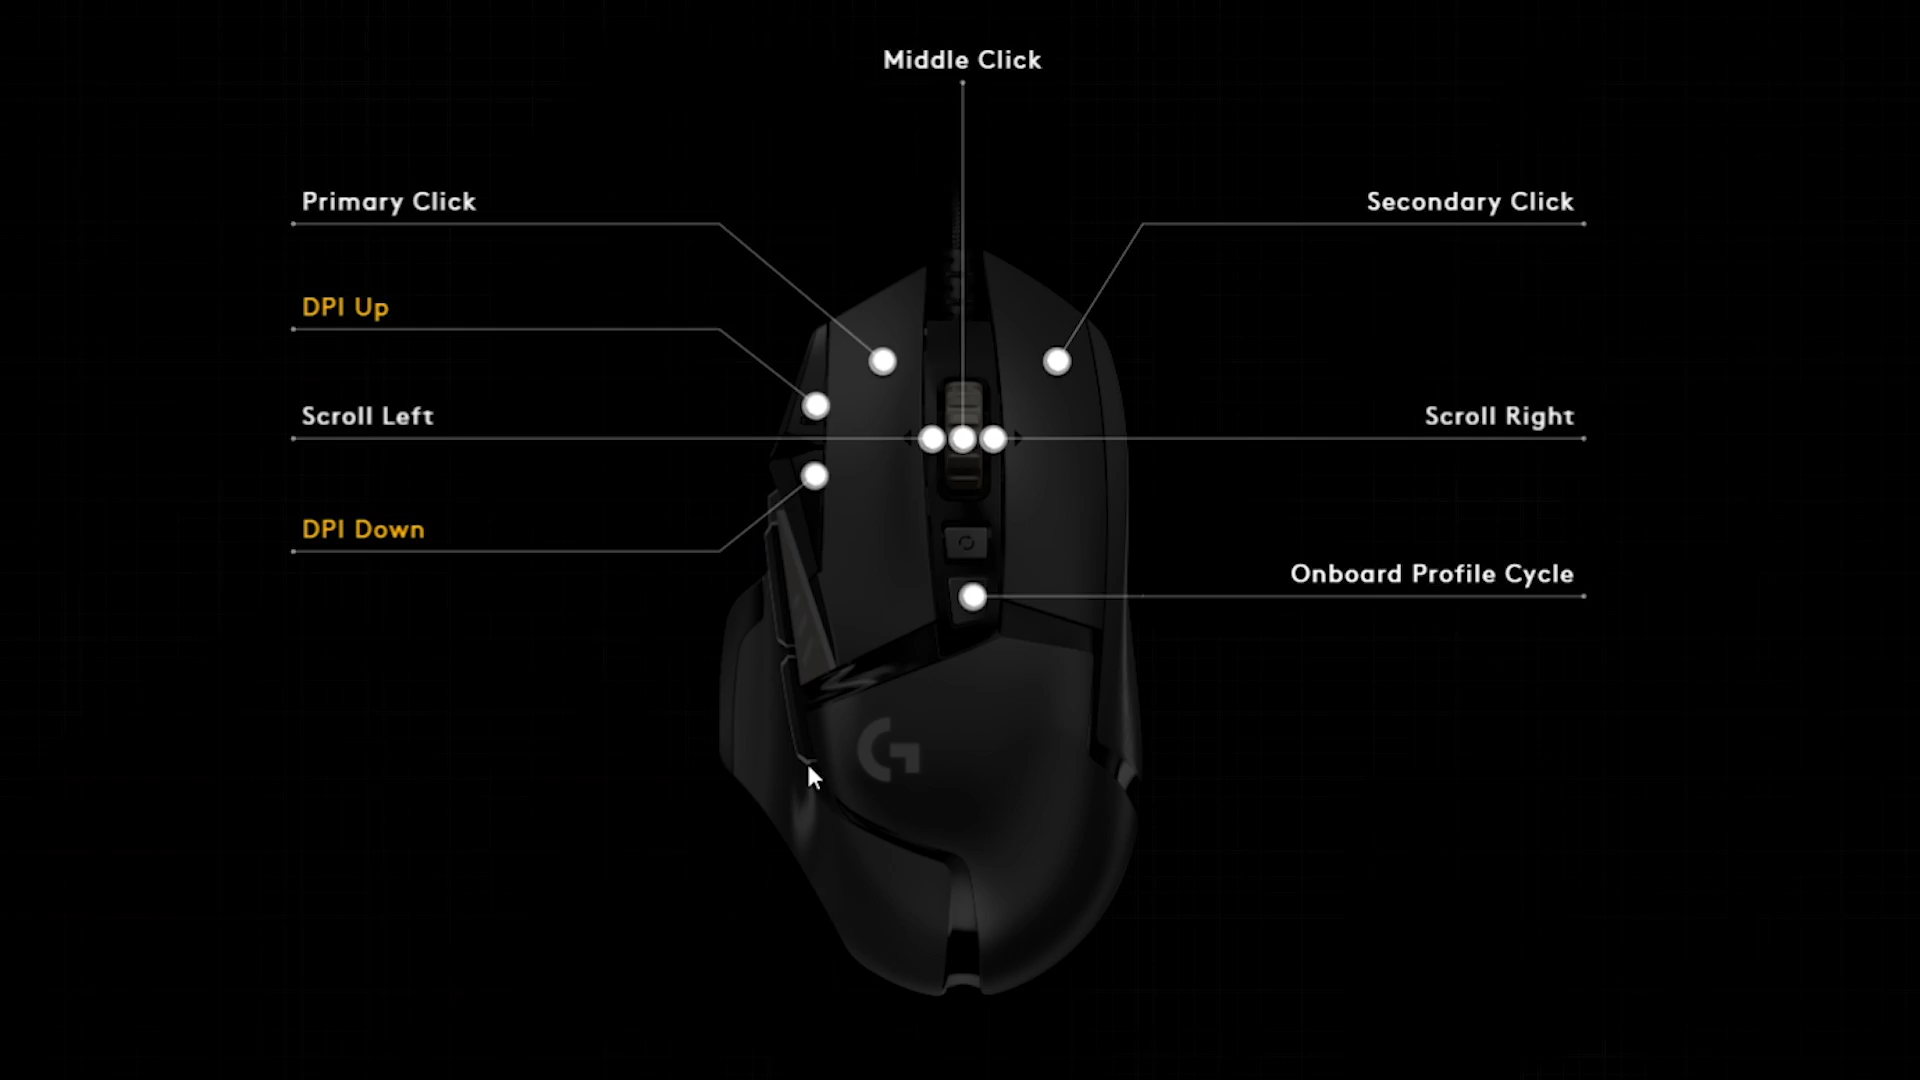 Middle Click
Primary Click
Secondary Click
DPI Up
Scroll Left
Scroll Right
DPI Down
Onboard Profile Cycle